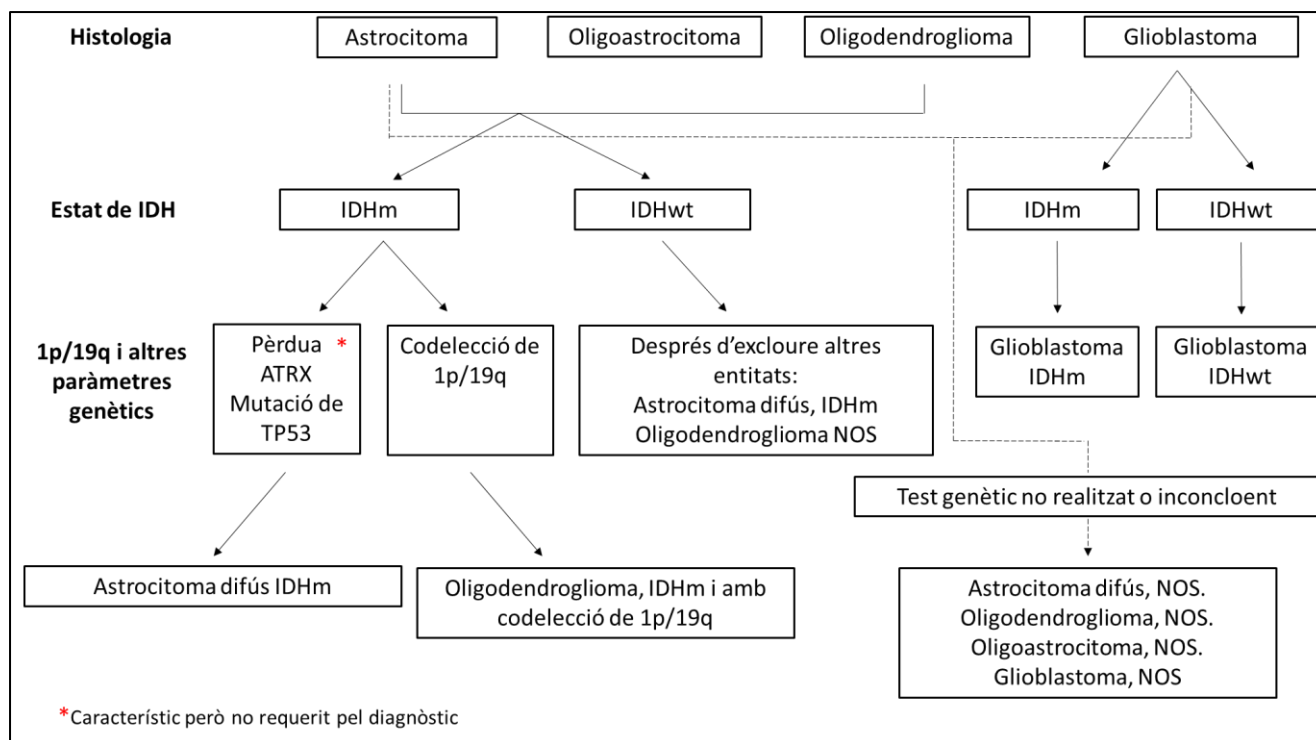 Histologia
Astrocitoma
Oligoastrocitoma
Oligodendroglioma
Glioblastoma
Estat de IDH
IDHm
IDHwt
IDHm
IDHwt
1p/19q i altres
paràmetres
genètics
Pèrdua *
ATRX
Mutació de
TP53
Codelecció de
1p/19q
Després d’excloure altres
entitats:
Astrocitoma difús, IDHm
Oligodendroglioma NOS
Glioblastoma
IDHm
Glioblastoma
IDHwt
Test genètic no realitzat o inconcloent
Astrocitoma difús IDHm
Oligodendroglioma, IDHm i amb
codelecció de 1p/19q
Astrocitoma difús, NOS.
Oligodendroglioma, NOS.
Oligoastrocitoma, NOS.
Glioblastoma, NOS
*Característic però no requerit pel diagnòstic